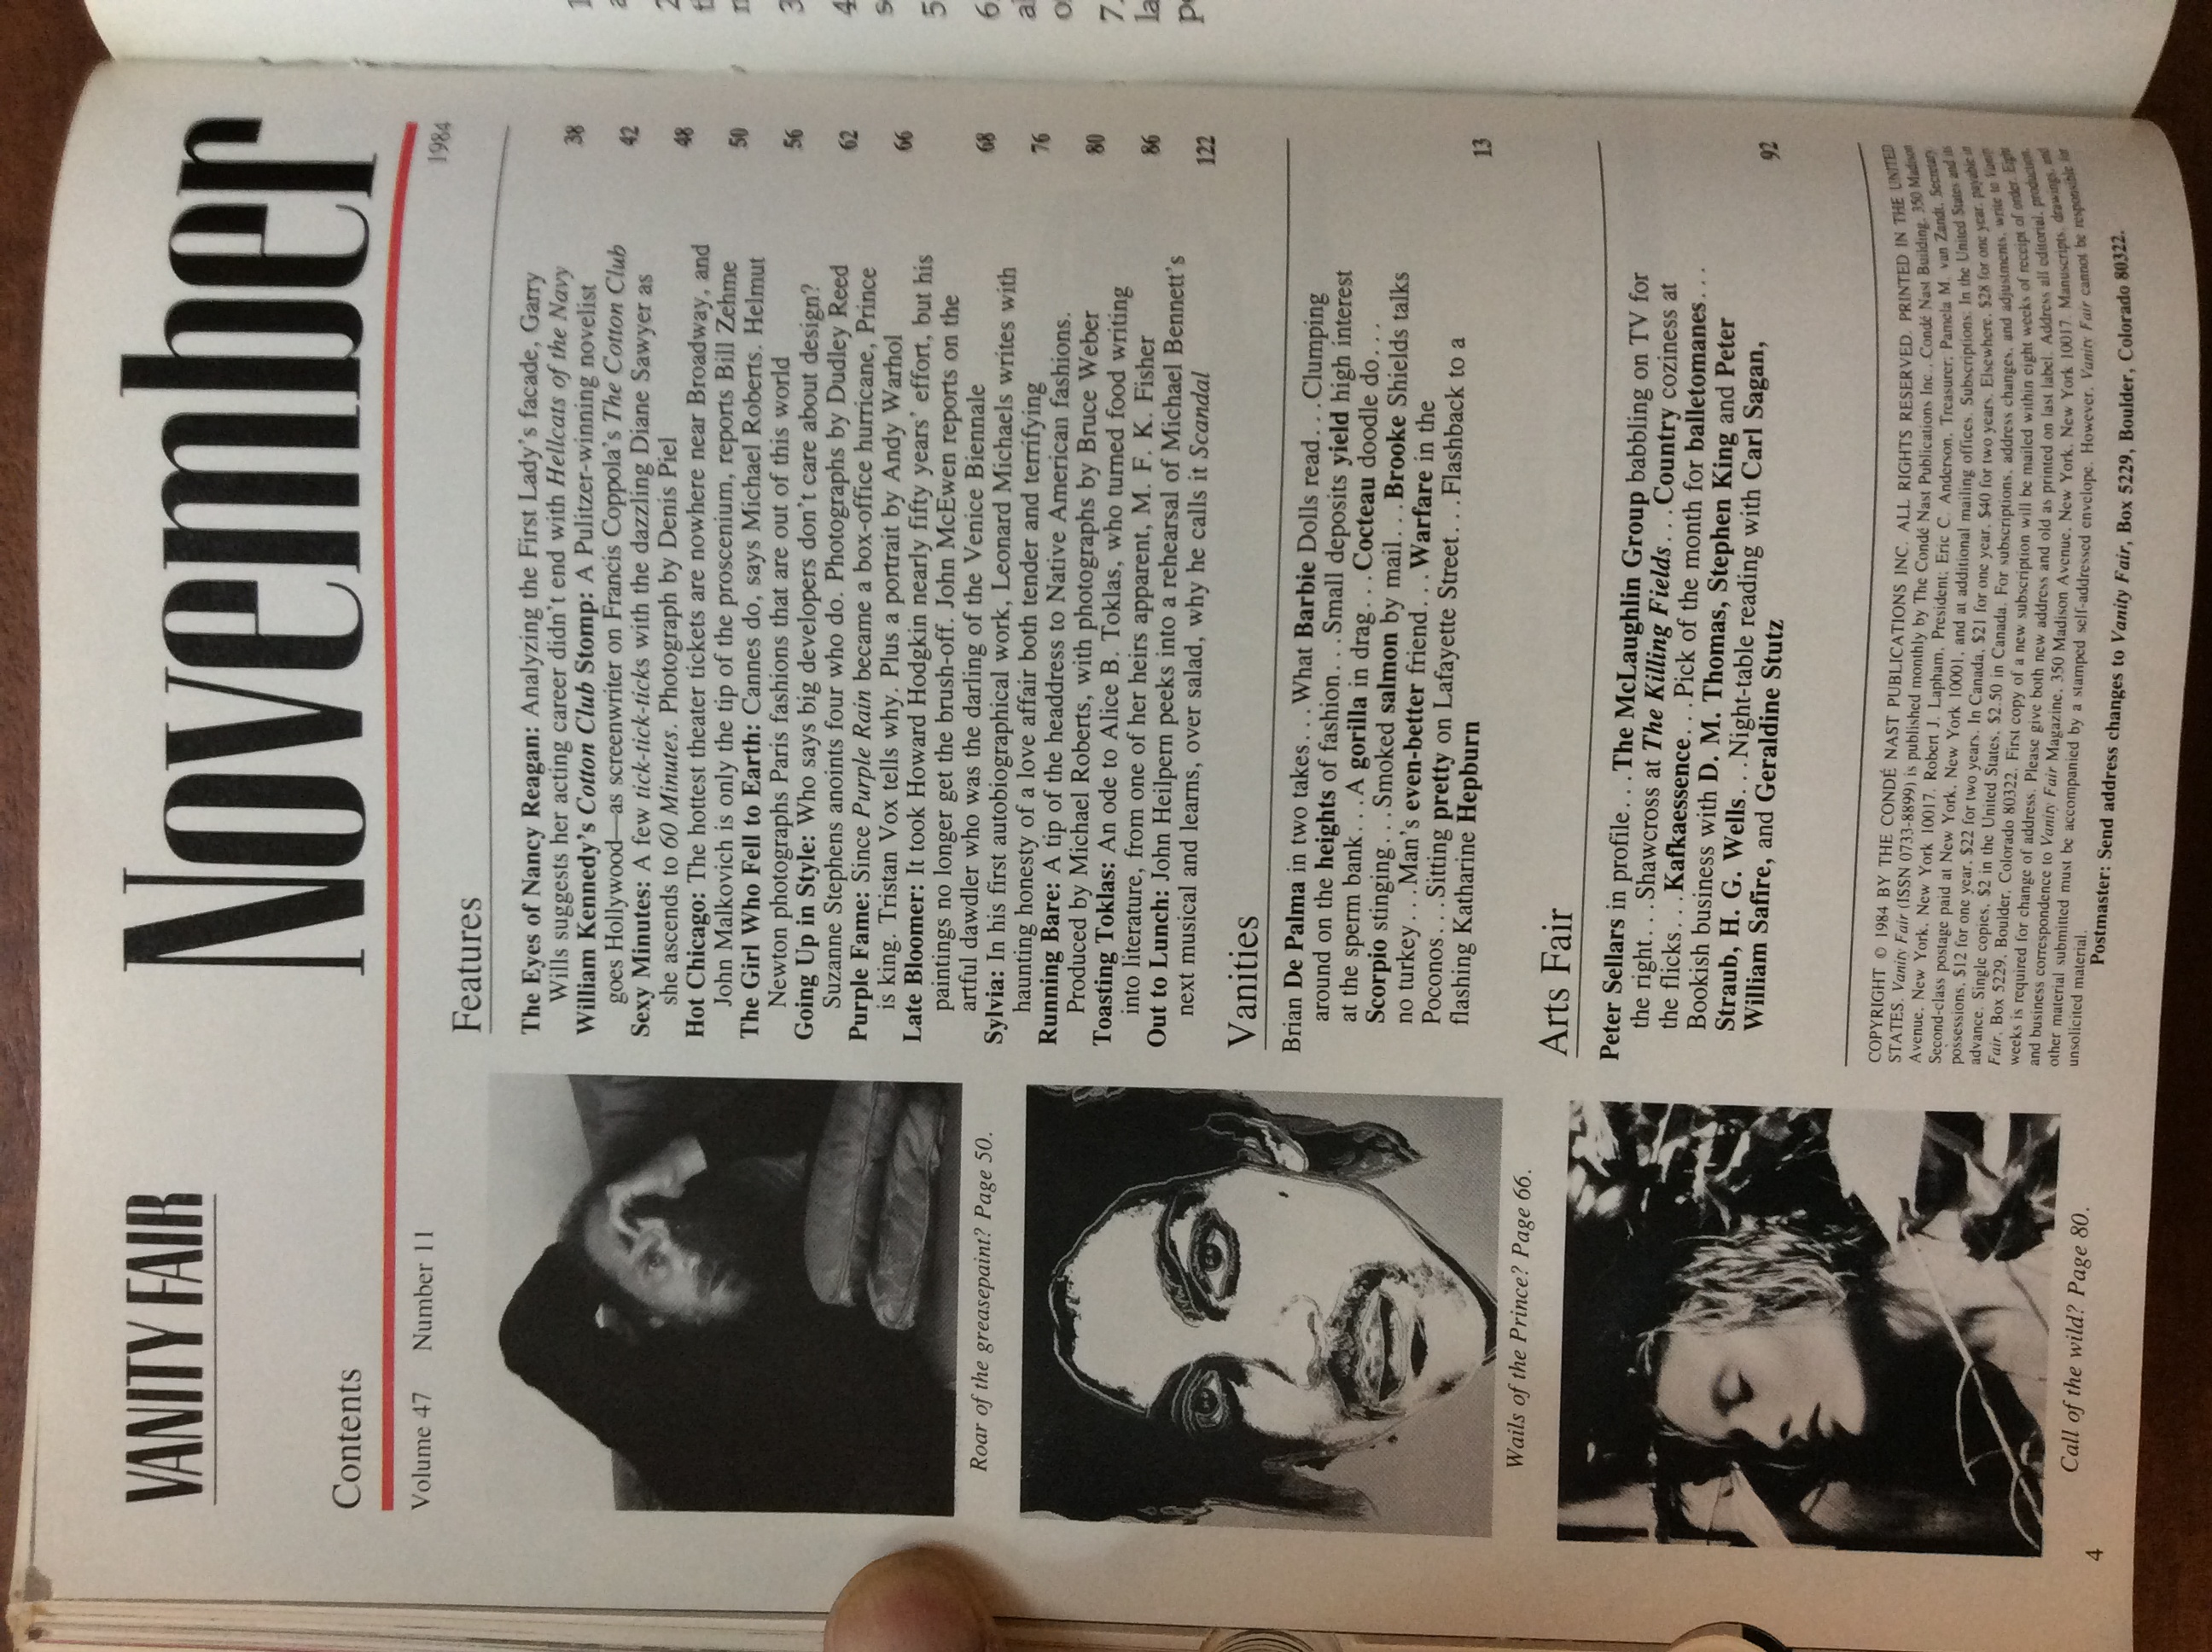 VANITY FAIR
November
Contents
Volume 47 Number 11
1984
Features
The Eyes of Nancy Reagan: Analyzing the First Lady's facade, Garry
Wills suggests her acting career didn't end with Hellcats of the Navy 38
William Kennedy's Cotton Club Stomp: A Pulitzer-winning novelist
goes Hollywood—as screenwriter on Francis Coppola's The Cotton Club 42
Sexy Minutes: A few tick-tick-ticks with the dazzling Diane Sawyer as
she ascends to 60 Minutes. Photograph by Denis Piel 48
Hot Chicago: The hottest theater tickets are nowhere near Broadway, and
John Malkovich is only the tip of the proscenium, reports Bill Zehme 50
The Girl Who Fell to Earth: Cannes do, says Michael Roberts. Helmut
Newton photographs Paris fashions that are out of this world 56
Going Up in Style: Who says big developers don't care about design?
Suzanne Stephens anoints four who do. Photographs by Dudley Reed 62
Purple Fame: Since Purple Rain became a box-office hurricane, Prince
is king. Tristan Vox tells why. Plus a portrait by Andy Warhol 66
Late Bloomer: It took Howard Hodgkin nearly fifty years' effort, but his
paintings no longer get the brush-off. John McEwen reports on the
artful dawdler who was the darling of the Venice Biennale 68
Sylvia: In his first autobiographical work, Leonard Michaels writes with
haunting honesty of a love affair both tender and terrifying 76
Running Bare: A tip of the headdress to Native American fashions.
Produced by Michael Roberts, with photographs by Bruce Weber 80
Toasting Toklas: An ode to Alice B. Toklas, who turned food writing
into literature, from one of her heirs apparent, M. F. K. Fisher 86
Out to Lunch: John Heilpern peeks into a rehearsal of Michael Bennett's
next musical and learns, over salad, why he calls it Scandal 122
Vanities
Brian De Palma in two takes...What Barbie Dolls read...Clumping
around on the heights of fashion...Small deposits yield high interest
at the sperm bank...A gorilla in drag...Cocteau doodle do...
Scorpio stinging...Smoked salmon by mail...Brooke Shields talks
no turkey...Man's even-better friend...Warfare in the
Poconos...Sitting pretty on Lafayette Street...Flashback to a
flashing Katharine Hepburn 13
Arts Fair
Peter Sellars in profile...The McLaughlin Group babbling on TV for
the right...Shawcross at The Killing Fields...Country coziness at
the flicks...Kafkaessence...Pick of the month for balletomanes...
Bookish business with D. M. Thomas, Stephen King and Peter
Straub, H. G. Wells...Night-table reading with Carl Sagan,
William Safire, and Geraldine Stutz 92
COPYRIGHT © 1984 BY THE CONDÉ NAST PUBLICATIONS INC. ALL RIGHTS RESERVED. PRINTED IN THE UNITED
STATES. Vanity Fair (ISSN 0733-8899) is published monthly by The Condé Nast Publications Inc., Condé Nast Building, 350 Madison
Avenue, New York, New York 10017. Robert J. Lapham, President; Eric C. Anderson, Treasurer; Pamela M. van Zandt, Secretary.
Second-class postage paid at New York, New York 10001, and at additional mailing offices. Subscriptions: In the United States and its
possessions, $12 for one year, $22 for two years. In Canada, $21 for one year, $40 for two years. Elsewhere, $28 for one year, payable in
advance. Single copies, $2 in the United States, $2.50 in Canada. For subscriptions, address changes, and adjustments, write to Vanity
Fair, Box 5229, Boulder, Colorado 80322. First copy of a new subscription will be mailed within eight weeks of receipt of order. Eight
weeks is required for change of address. Please give both new address and old as printed on last label. Address all editorial, production,
and business correspondence to Vanity Fair Magazine, 350 Madison Avenue, New York, New York 10017. Manuscripts, drawings, and
other material submitted must be accompanied by a stamped self-addressed envelope. However, Vanity Fair cannot be responsible for
unsolicited material.
Postmaster: Send address changes to Vanity Fair, Box 5229, Boulder, Colorado 80322.
Roar of the greasepaint? Page 50.
Wails of the Prince? Page 66.
Call of the wild? Page 80.
4